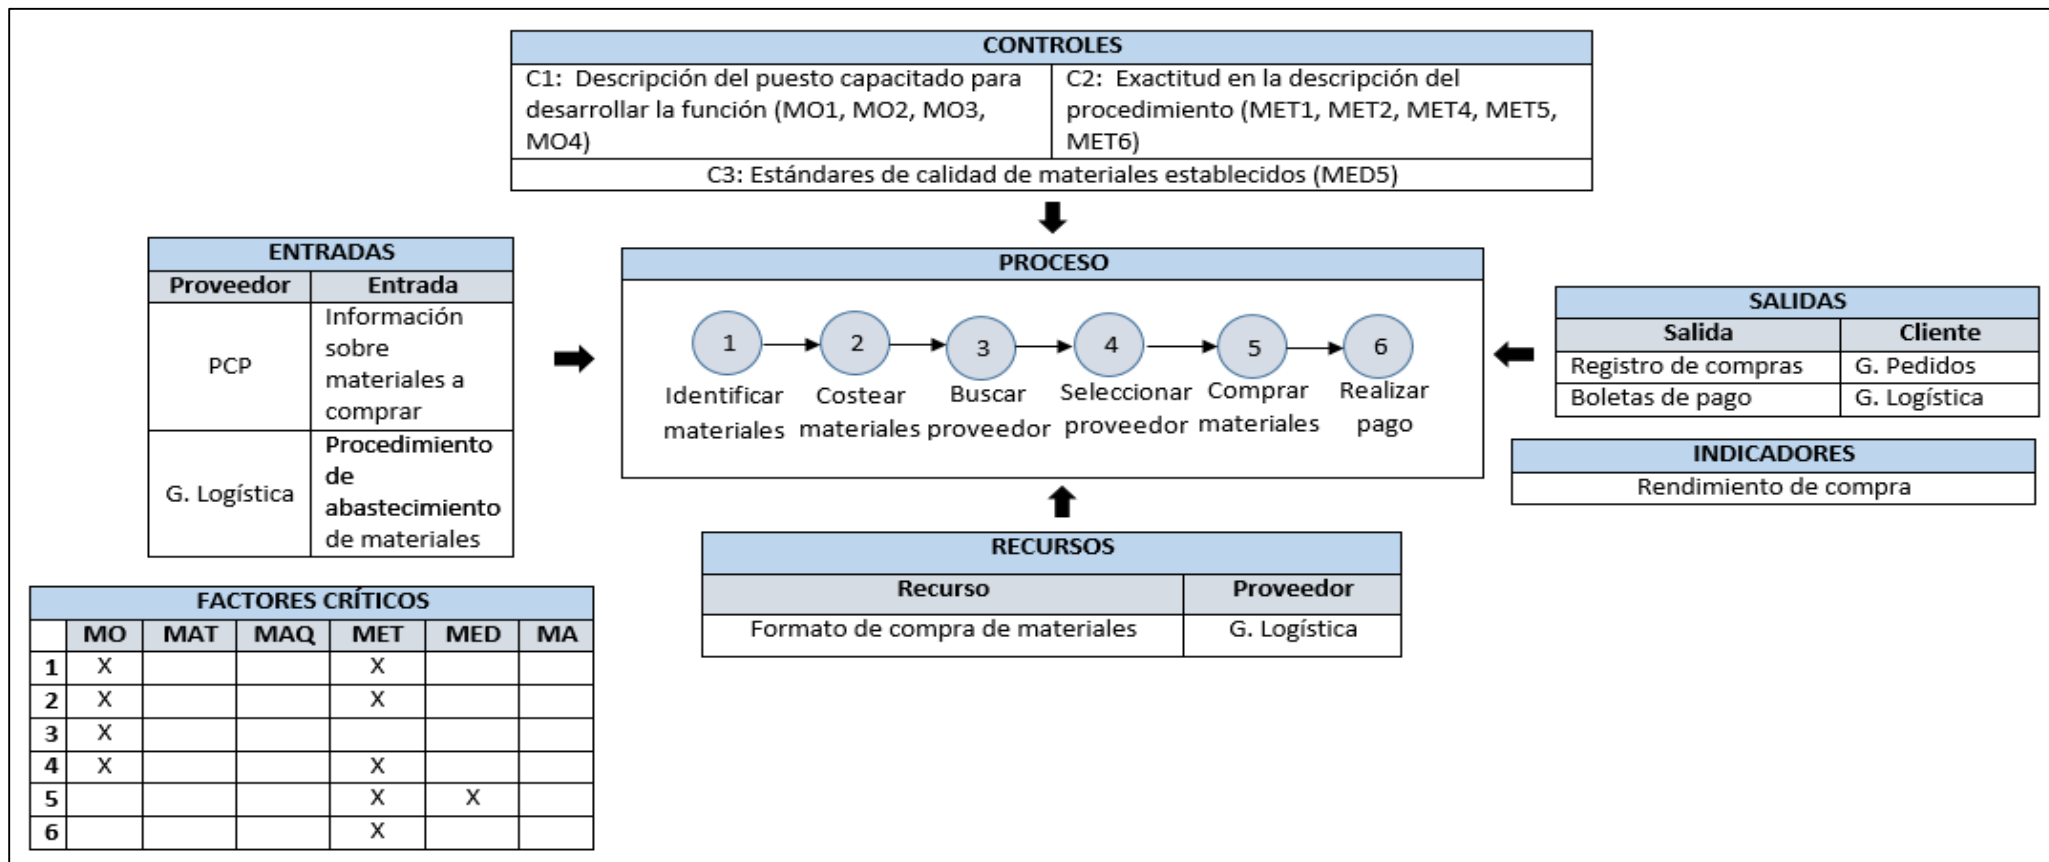 CONTROLES
C1: Descripción del puesto capacitado para
desarrollar la función (MO1, MO2, MO3,
MO4)
C2: Exactitud en la descripción del
procedimiento (MET1, MET2, MET4, MET5,
MET6)
C3: Estándares de calidad de materiales establecidos (MED5)
ENTRADAS
Proveedor Entrada
PCP
Información
sobre
materiales a
comprar
G. Logística
Procedimiento
de
abastecimiento
de materiales
PROCESO
1 2 3 4 5 6
Identificar
materiales
Costear
materiales
Buscar
proveedor
Seleccionar
proveedor
Comprar
materiales
Realizar
pago
SALIDAS
Salida Cliente
Registro de compras G. Pedidos
Boletas de pago G. Logística
INDICADORES
Rendimiento de compra
RECURSOS
Recurso Proveedor
Formato de compra de materiales G. Logística
FACTORES CRÍTICOS
MO MAT MAQ MET MED MA
1 X X
2 X X
3 X
4 X X
5 X X
6 X